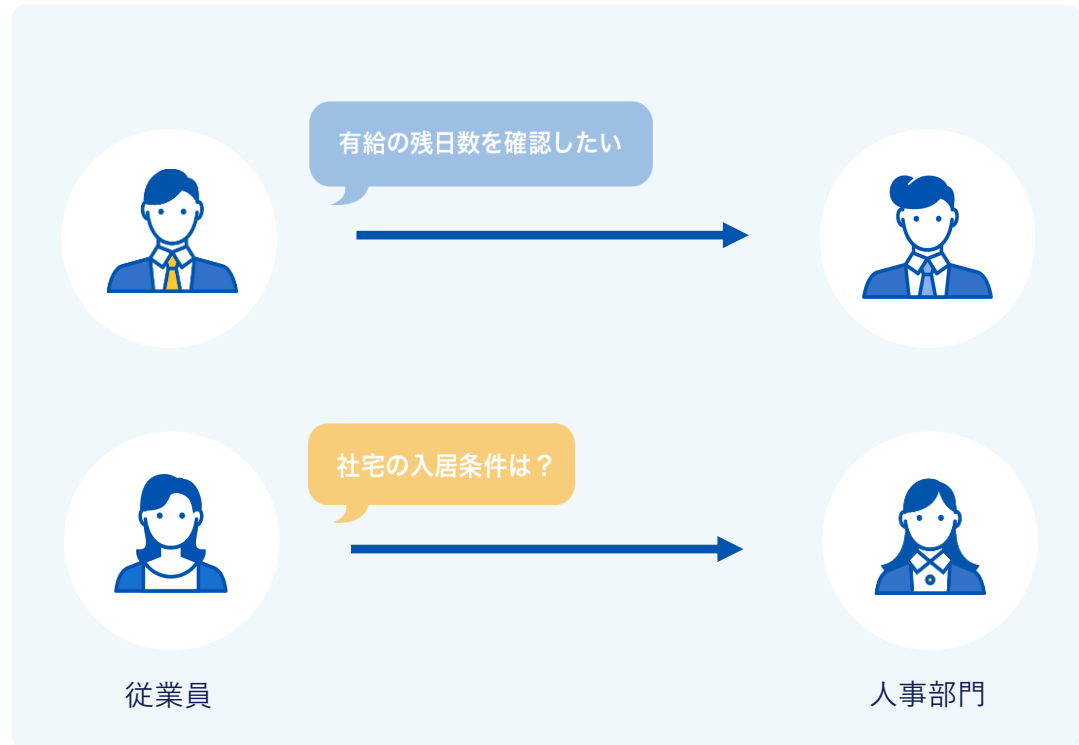 有給の残日数を確認したい
社宅の入居条件は？
従業員
人事部門